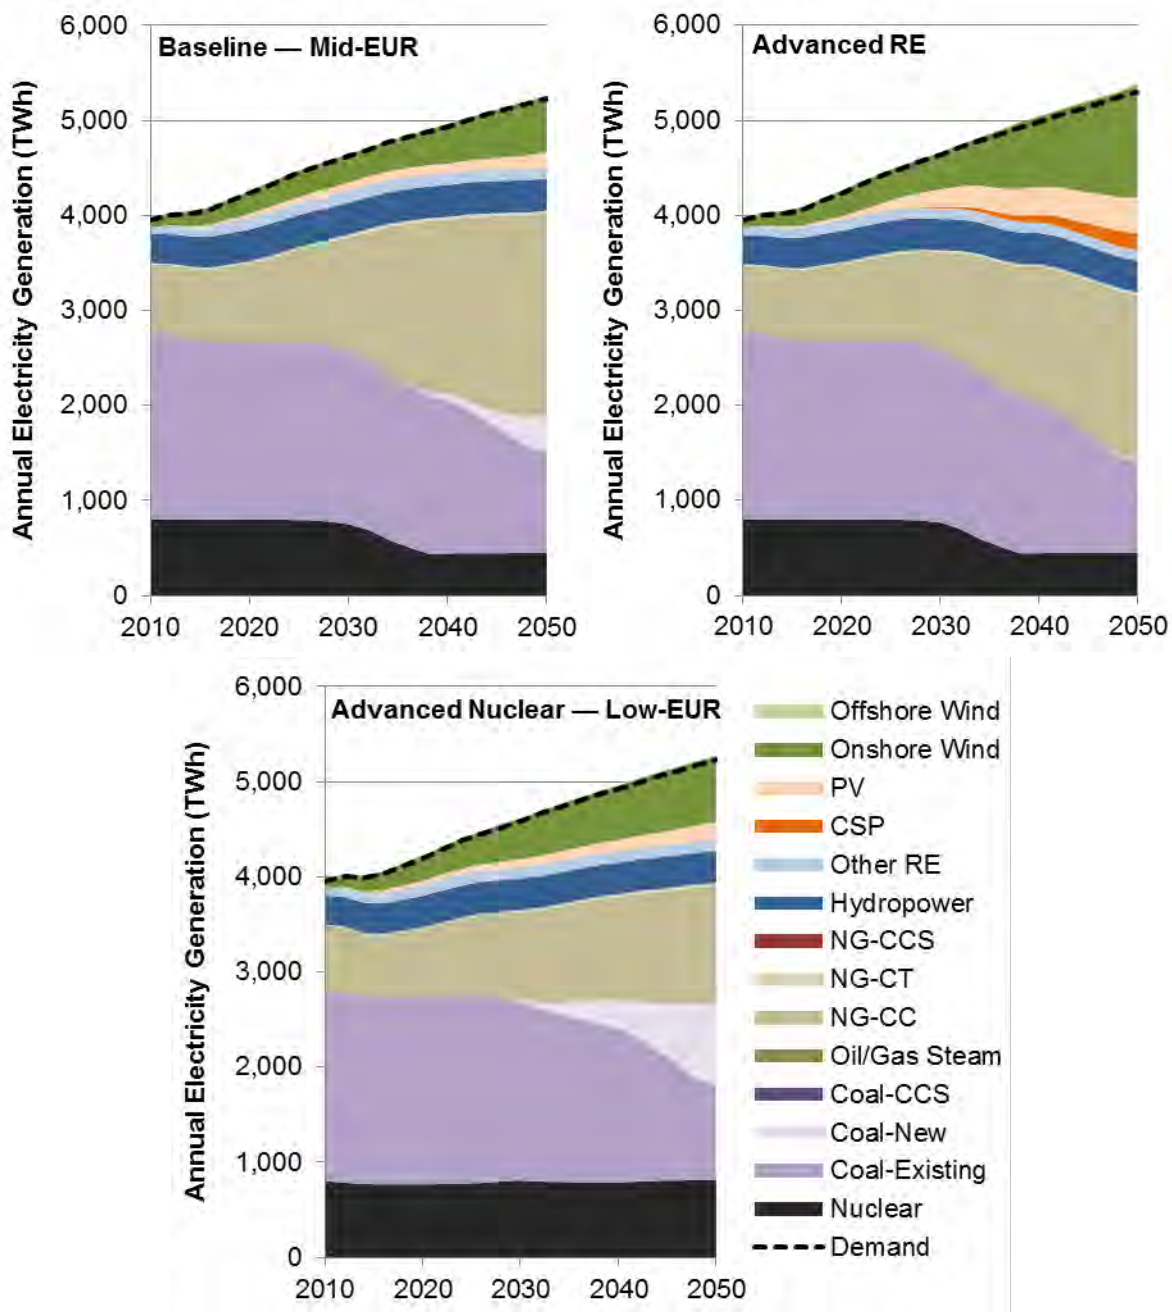 Baseline — Mid-EUR
Annual Electricity Generation (TWh)
6,000
5,000
4,000
3,000
2,000
1,000
0
2010 2020 2030 2040 2050
Advanced RE
Annual Electricity Generation (TWh)
6,000
5,000
4,000
3,000
2,000
1,000
0
2010 2020 2030 2040 2050
Advanced Nuclear — Low-EUR
Annual Electricity Generation (TWh)
6,000
5,000
4,000
3,000
2,000
1,000
0
2010 2020 2030 2040 2050
Offshore Wind
Onshore Wind
PV
CSP
Other RE
Hydropower
NG-CCS
NG-CT
NG-CC
Oil/Gas Steam
Coal-CCS
Coal-New
Coal-Existing
Nuclear
Demand